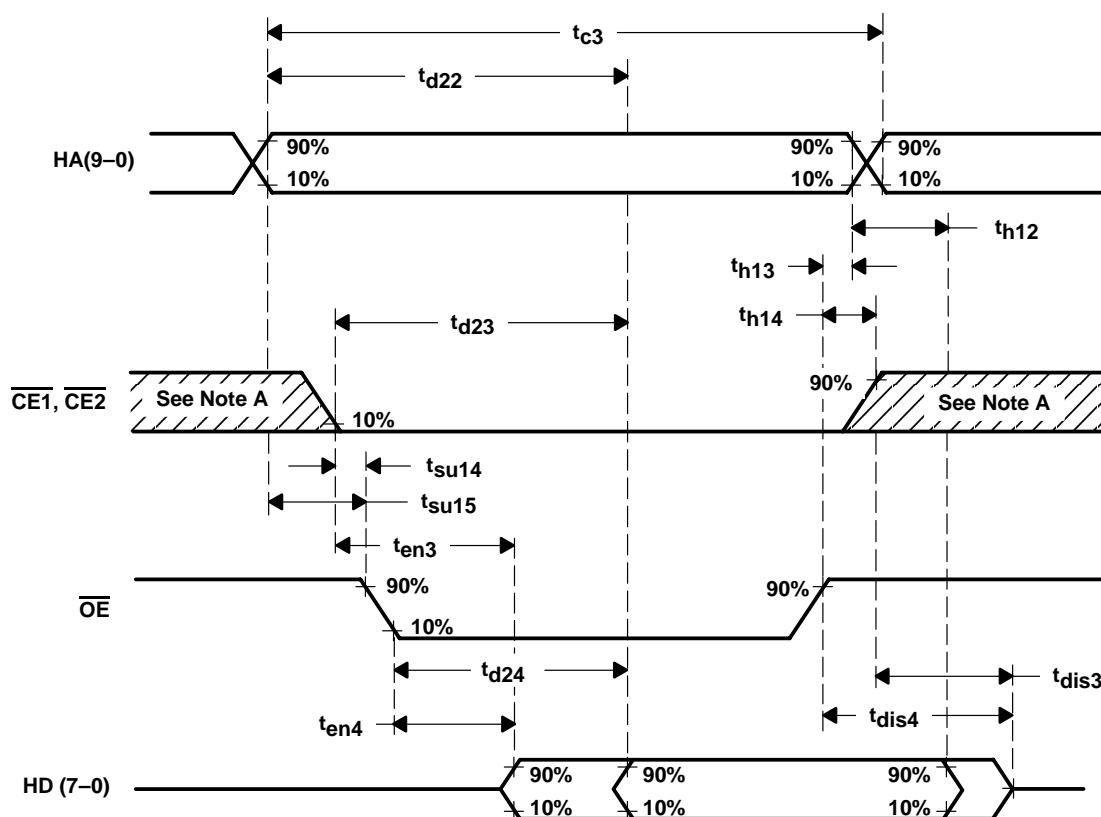 tc3
td22
HA(9–0)
90%
90%
90%
10%
10%
10%
th12
th13
th14
td23
CE1, CE2
See Note A
10%
90%
See Note A
tsu14
tsu15
ten3
OE
90%
90%
10%
td24
tdis3
ten4
tdis4
HD (7–0)
90%
90%
90%
10%
10%
10%